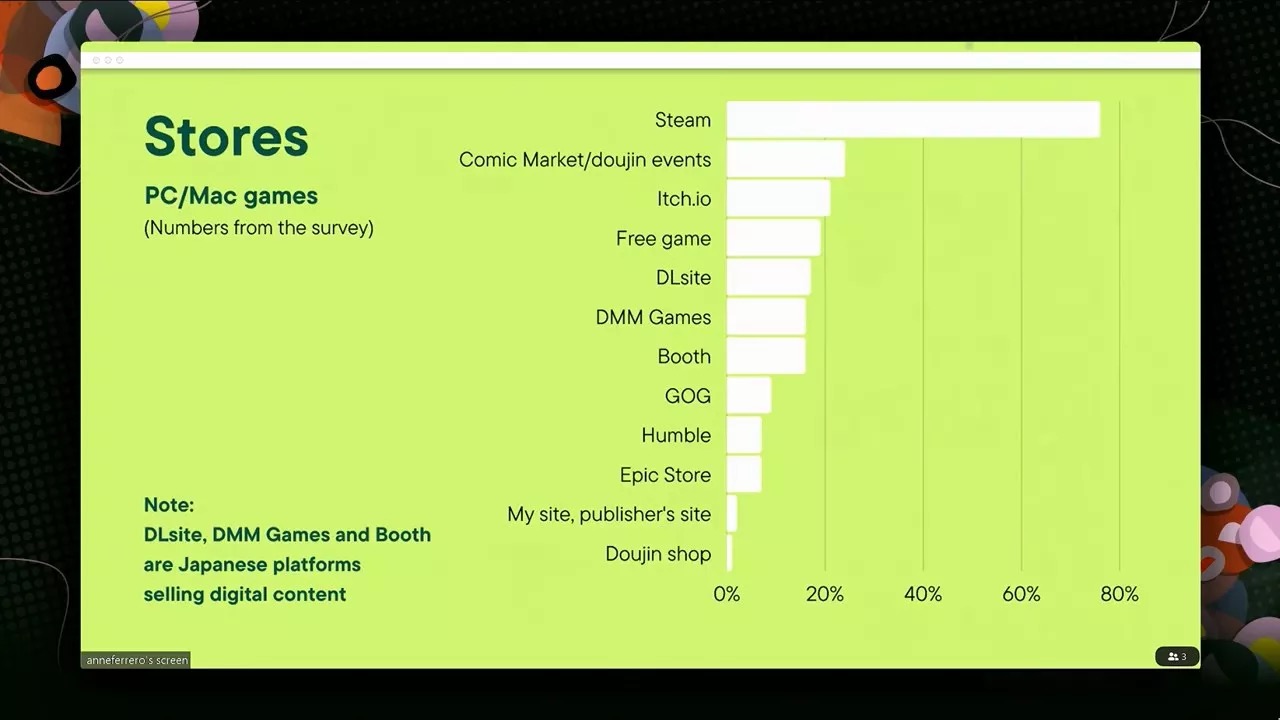 Stores
PC/Mac games
(Numbers from the survey)
Steam
Comic Market/doujin events
Itch.io
Free game
DLsite
DMM Games
Booth
GOG
Humble
Epic Store
My site, publisher's site
Doujin shop
0% 20% 40% 60% 80%
Note:
DLsite, DMM Games and Booth
are Japanese platforms
selling digital content
anneferrero's screen
3